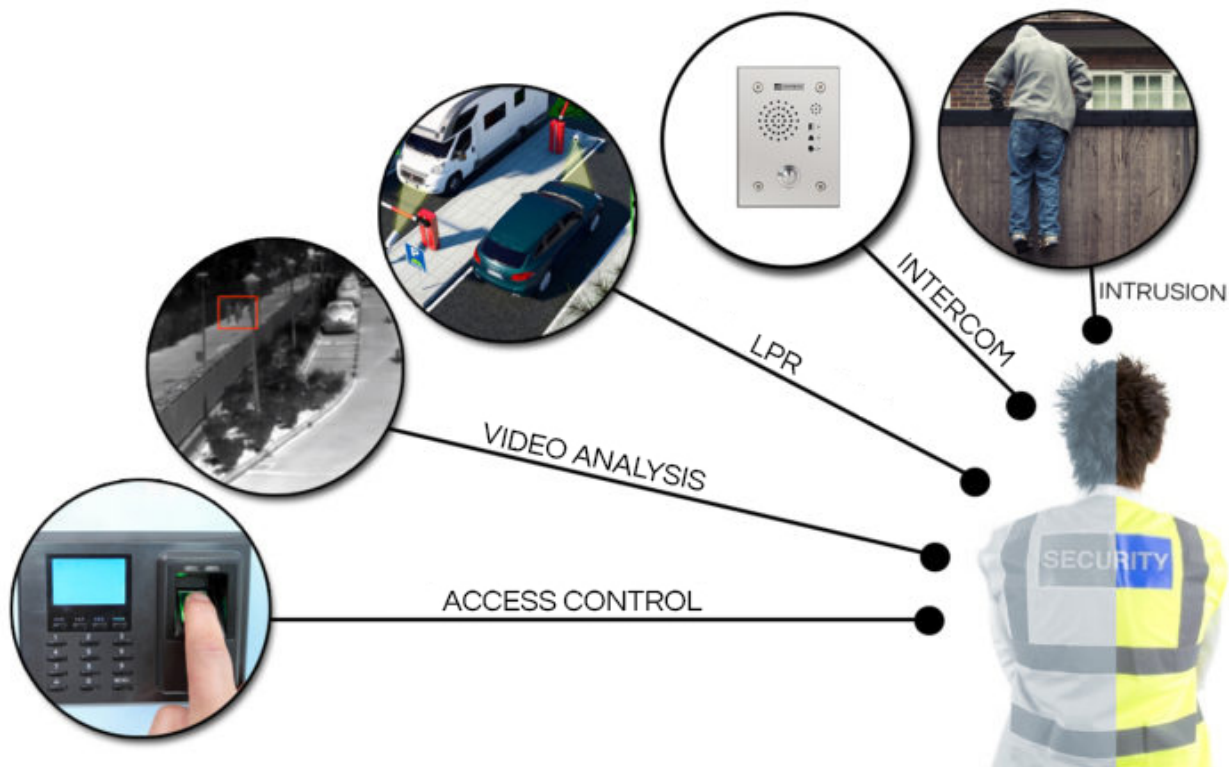 INTRUSION
INTERCOM
LPR
VIDEO ANALYSIS
ACCESS CONTROL
SECURITY